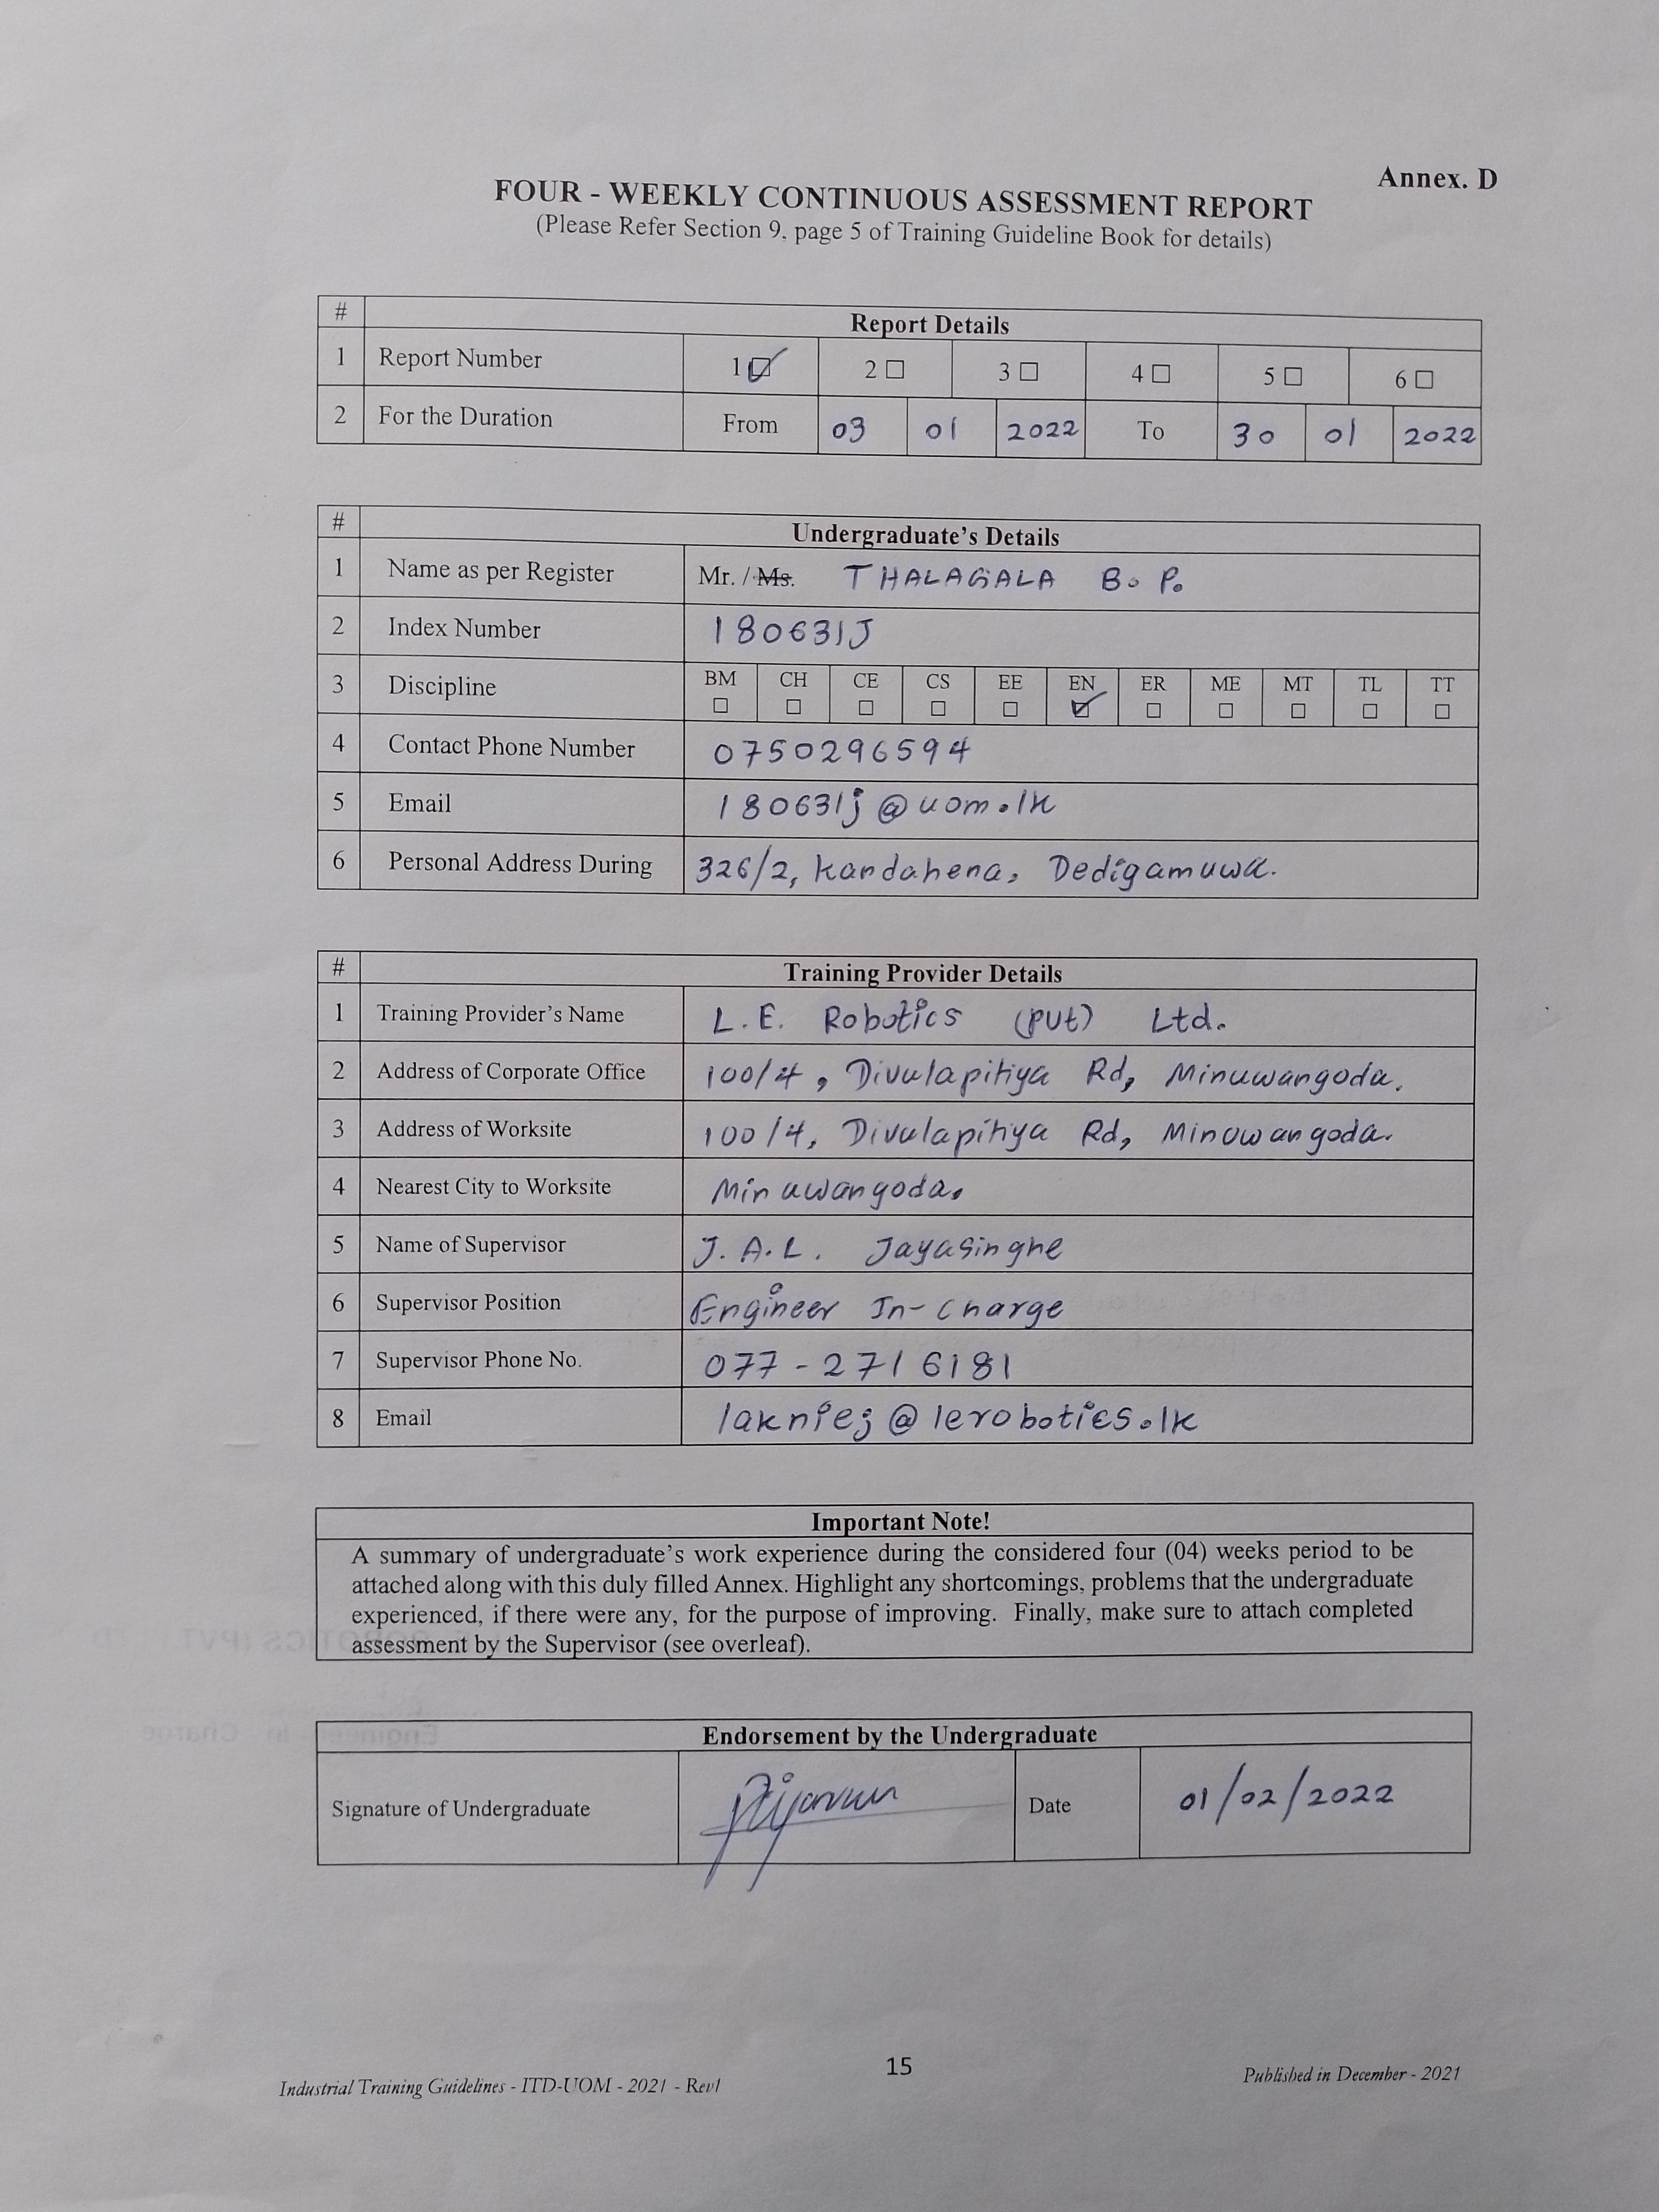 Annex. D
FOUR - WEEKLY CONTINUOUS ASSESSMENT REPORT
(Please Refer Section 9, page 5 of Training Guideline Book for details)
# Report Details
1 Report Number 1 ☑ 2 ☐ 3 ☐ 4 ☐ 5 ☐ 6 ☐
2 For the Duration From 03 01 2022 To 30 01 2022
# Undergraduate's Details
1 Name as per Register Mr. / Ms. THALAGALA B. P.
2 Index Number 180631J
3 Discipline BM ☐ CH ☐ CE ☐ CS ☐ EE ☐ EN ☑ ER ☐ ME ☐ MT ☐ TL ☐ TT ☐
4 Contact Phone Number 0750296594
5 Email 180631j@uom.lk
6 Personal Address During 326/2, Kandahena, Dedigamuwa.
# Training Provider Details
1 Training Provider's Name L.E. Robotics (PVt) Ltd.
2 Address of Corporate Office 100/4, Divulapitiya Rd, Minuwangoda.
3 Address of Worksite 100/4, Divulapitiya Rd, Minuwangoda.
4 Nearest City to Worksite Minuwangoda.
5 Name of Supervisor J. A. L. Jayasinghe
6 Supervisor Position Engineer In-Charge
7 Supervisor Phone No. 077-2716181
8 Email lakniej@lerobotics.lk
Important Note!
A summary of undergraduate's work experience during the considered four (04) weeks period to be
attached along with this duly filled Annex. Highlight any shortcomings, problems that the undergraduate
experienced, if there were any, for the purpose of improving. Finally, make sure to attach completed
assessment by the Supervisor (see overleaf).
Endorsement by the Undergraduate
Signature of Undergraduate Date 01/02/2022
15
Industrial Training Guidelines - ITD-UOM - 2021 - Rev1 Published in December - 2021